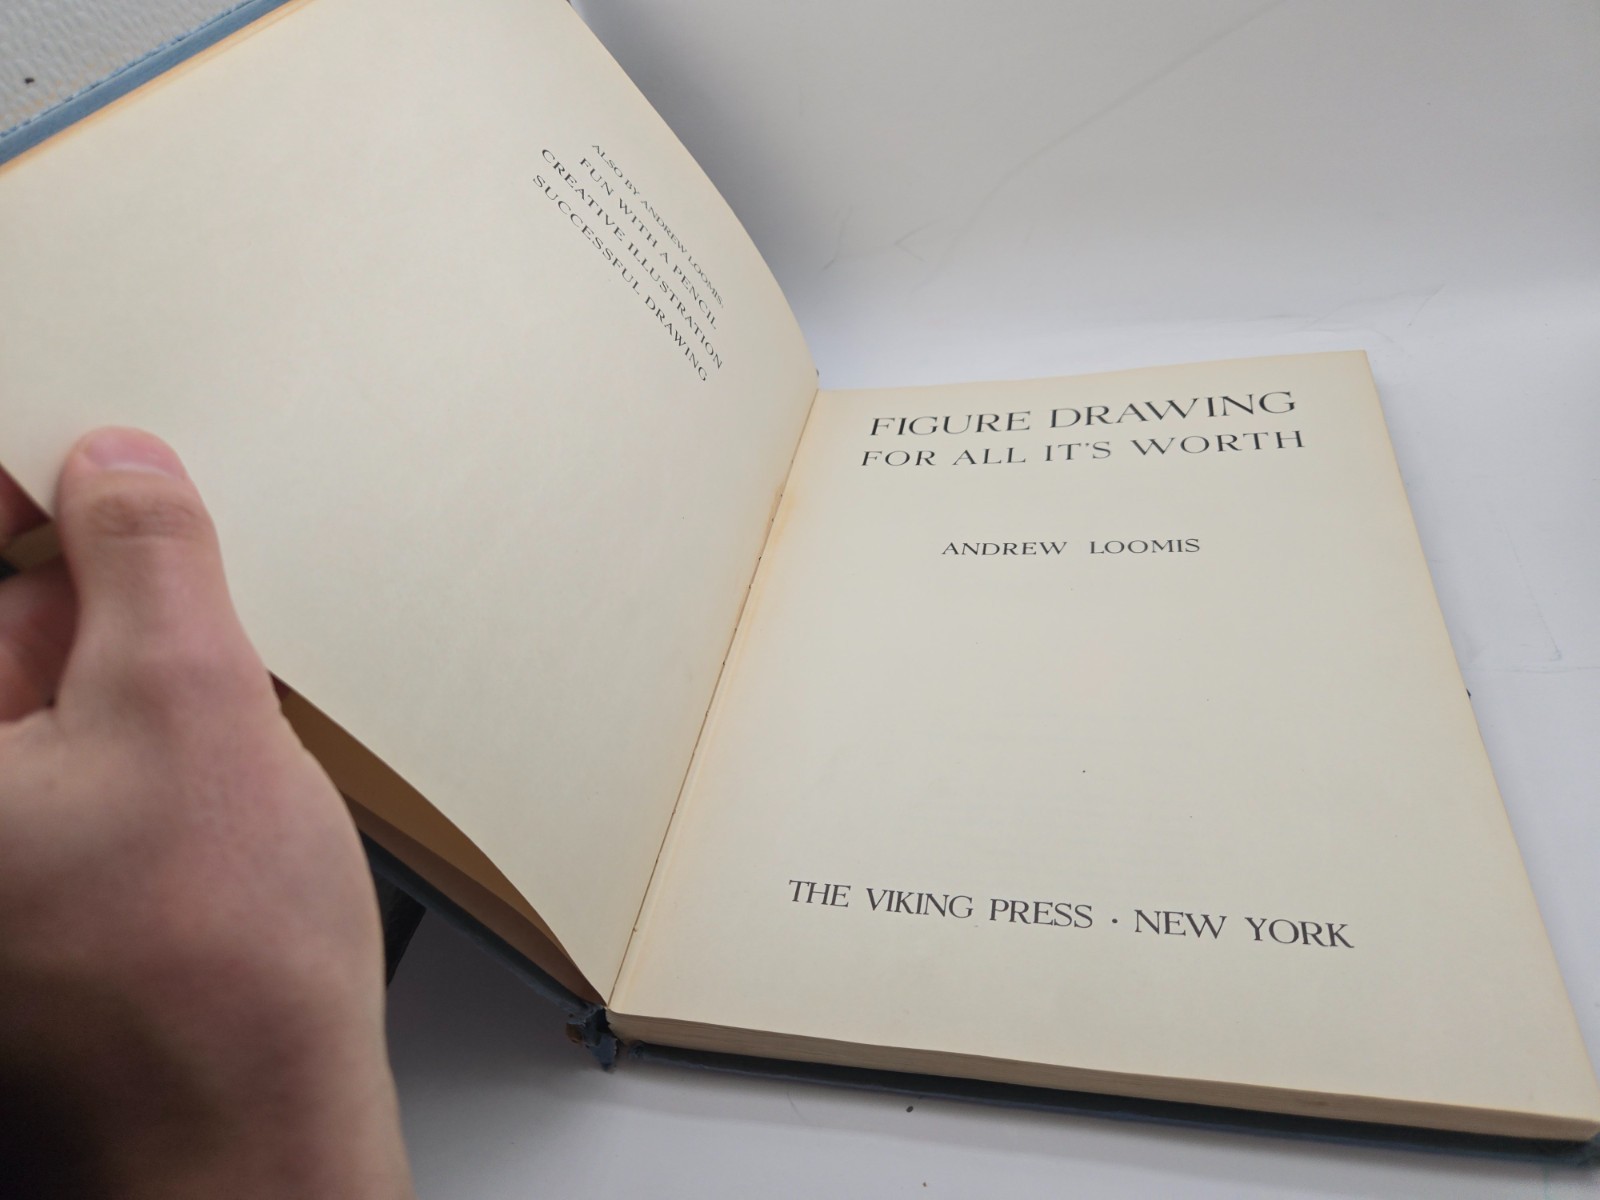 ALSO BY ANDREW LOOMIS:
FUN WITH A PENCIL
CREATIVE ILLUSTRATION
SUCCESSFUL DRAWING
FIGURE DRAWING
FOR ALL IT'S WORTH
ANDREW LOOMIS
THE VIKING PRESS · NEW YORK